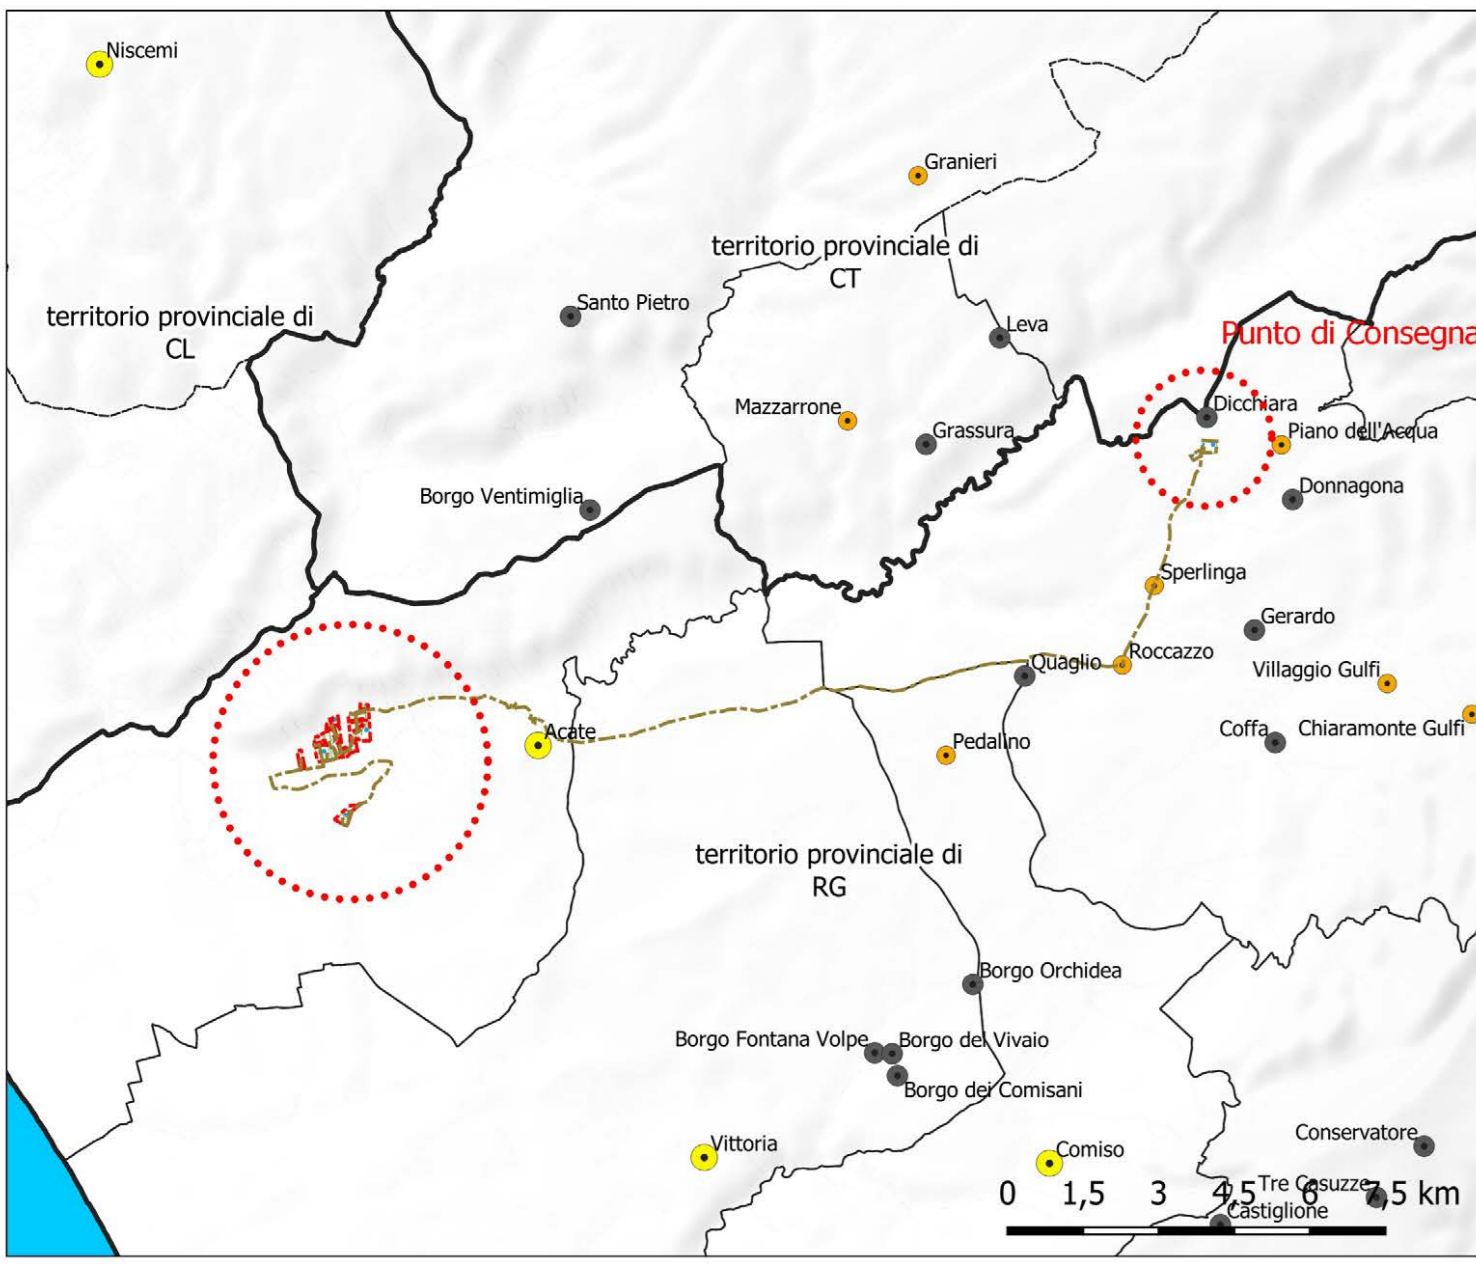 Niscemi
Granieri
territorio provinciale di
CT
Santo Pietro
territorio provinciale di
CL
Leva
Punto di Consegna
Mazzarrone
Dicchiara
Grassura
Piano dell'Acqua
Borgo Ventimiglia
Donnagona
Sperlinga
Gerardo
Quaglio
Roccazzo
Villaggio Gulfi
Acate
Pedalino
Coffa
Chiaramonte Gulfi
territorio provinciale di
RG
Borgo Orchidea
Borgo Fontana Volpe
Borgo del Vivaio
Borgo dei Comisani
Vittoria
Comiso
Conservatore
Tre Casuzze
Castiglione
0 1,5 3 4,5 6 7,5 km